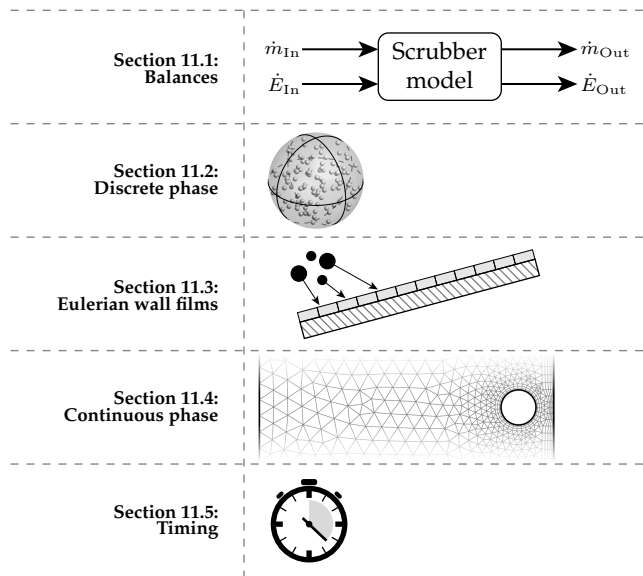 Section 11.1:
Balances
ṁIn
Scrubber
model
ṁOut
ĖIn
ĖOut
Section 11.2:
Discrete phase
Section 11.3:
Eulerian wall films
Section 11.4:
Continuous phase
Section 11.5:
Timing